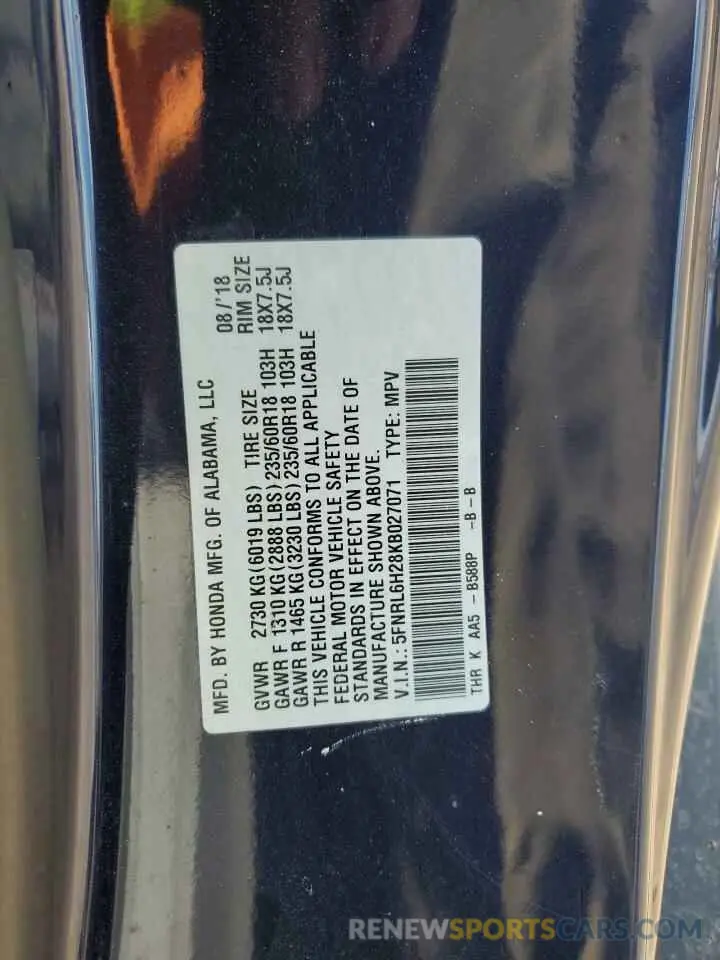 MFD. BY HONDA MFG. OF ALABAMA, LLC 08/'18
GVWR 2730 KG(6019 LBS) TIRE SIZE RIM SIZE
GAWR F 1310 KG(2888 LBS)235/60R18 103H 18X7.5J
GAWR R 1465 KG(3230 LBS)235/60R18 103H 18X7.5J
THIS VEHICLE CONFORMS TO ALL APPLICABLE
FEDERAL MOTOR VEHICLE SAFETY
STANDARDS IN EFFECT ON THE DATE OF
MANUFACTURE SHOWN ABOVE.
V.I.N.: 5FNRL6H28KB027071 TYPE: MPV
THR K AA5 - B588P -B-B
RENEWSPORTSCARS.COM